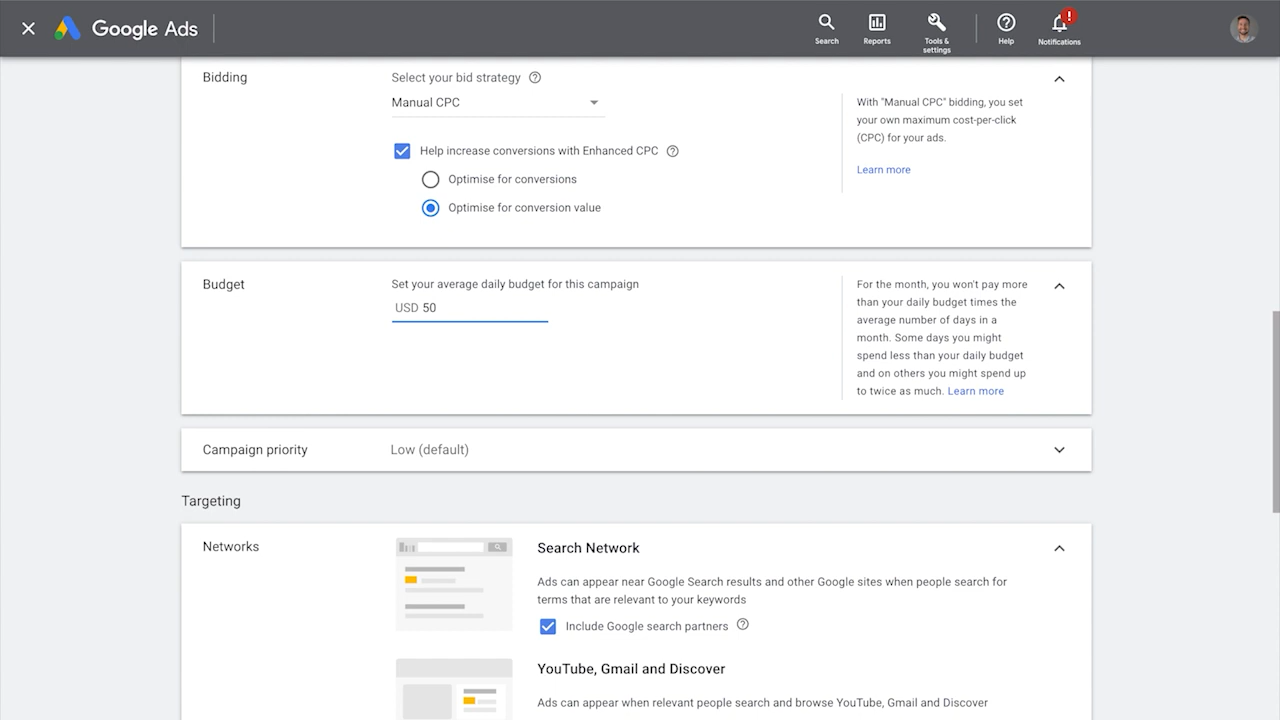 Google Ads
Search
Reports
Tools &
settings
Help
!
Notifications
Bidding
Select your bid strategy
Manual CPC
Help increase conversions with Enhanced CPC
Optimise for conversions
Optimise for conversion value
With "Manual CPC" bidding, you set
your own maximum cost-per-click
(CPC) for your ads.
Learn more
Budget
Set your average daily budget for this campaign
USD 50
For the month, you won't pay more
than your daily budget times the
average number of days in a
month. Some days you might
spend less than your daily budget
and on others you might spend up
to twice as much. Learn more
Campaign priority
Low (default)
Targeting
Networks
Search Network
Ads can appear near Google Search results and other Google sites when people search for
terms that are relevant to your keywords
Include Google search partners
YouTube, Gmail and Discover
Ads can appear when relevant people search and browse YouTube, Gmail and Discover